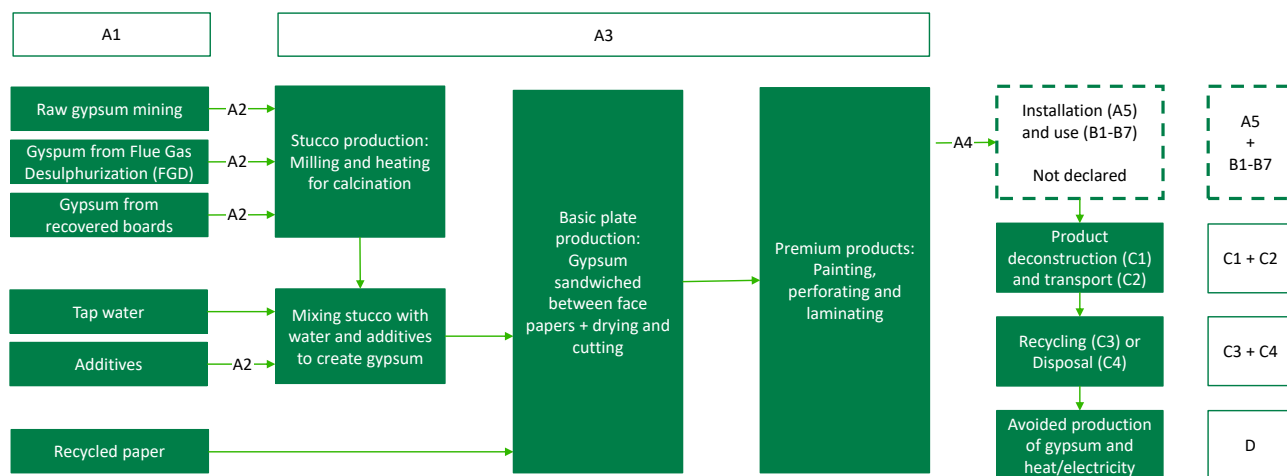 A1
A3
Raw gypsum mining
A2
Gyspum from Flue Gas
Desulphurization (FGD)
A2
Gypsum from
recovered boards
A2
Stucco production:
Milling and heating
for calcination
Tap water
Additives
A2
Mixing stucco with
water and additives
to create gypsum
Recycled paper
Basic plate
production:
Gypsum
sandwiched
between face
papers + drying and
cutting
Premium products:
Painting,
perforating and
laminating
A4
Installation (A5)
and use (B1-B7)
Not declared
A5
+
B1-B7
Product
deconstruction (C1)
and transport (C2)
C1 + C2
Recycling (C3) or
Disposal (C4)
C3 + C4
Avoided production
of gypsum and
heat/electricity
D